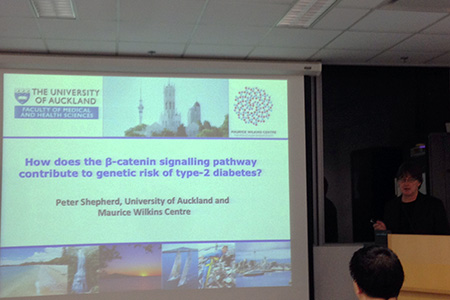 THE UNIVERSITY
OF AUCKLAND
FACULTY OF MEDICAL
AND HEALTH SCIENCES
MAURICE WILKINS CENTRE
How does the β-catenin signalling pathway
contribute to genetic risk of type-2 diabetes?
Peter Shepherd, University of Auckland and
Maurice Wilkins Centre